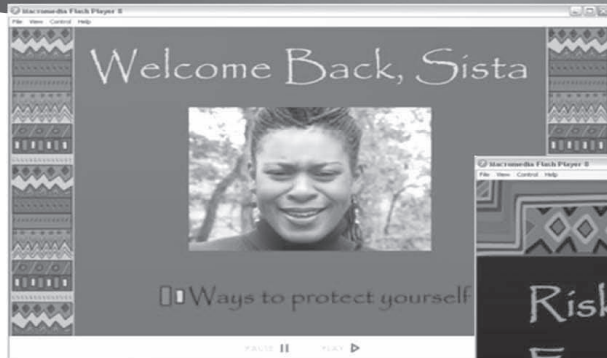 Macromedia Flash Player 8
File View Control Help
Welcome Back, Sista
Ways to protect yourself
PAUSE PLAY
Macromedia Flash Player 8
File View Control Help
Risk